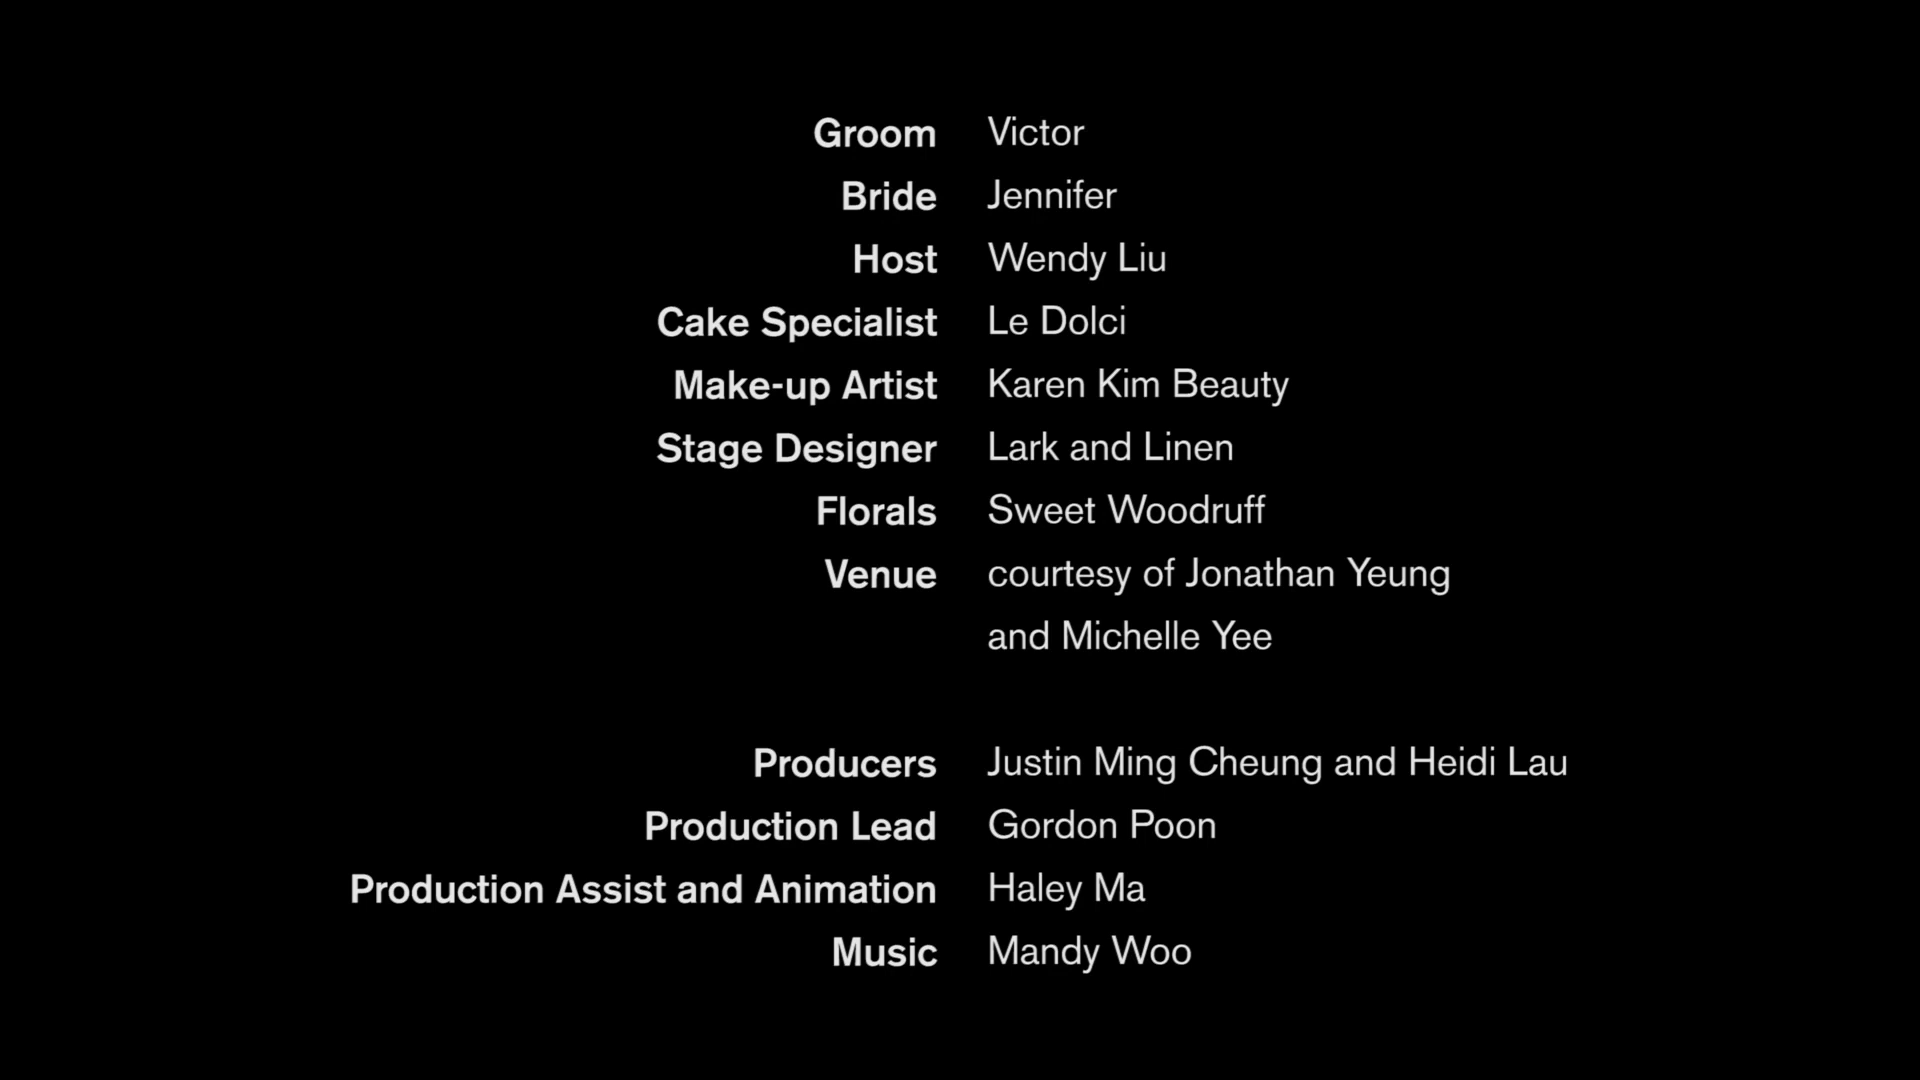 Groom Victor
Bride Jennifer
Host Wendy Liu
Cake Specialist Le Dolci
Make-up Artist Karen Kim Beauty
Stage Designer Lark and Linen
Florals Sweet Woodruff
Venue courtesy of Jonathan Yeung
and Michelle Yee
Producers Justin Ming Cheung and Heidi Lau
Production Lead Gordon Poon
Production Assist and Animation Haley Ma
Music Mandy Woo